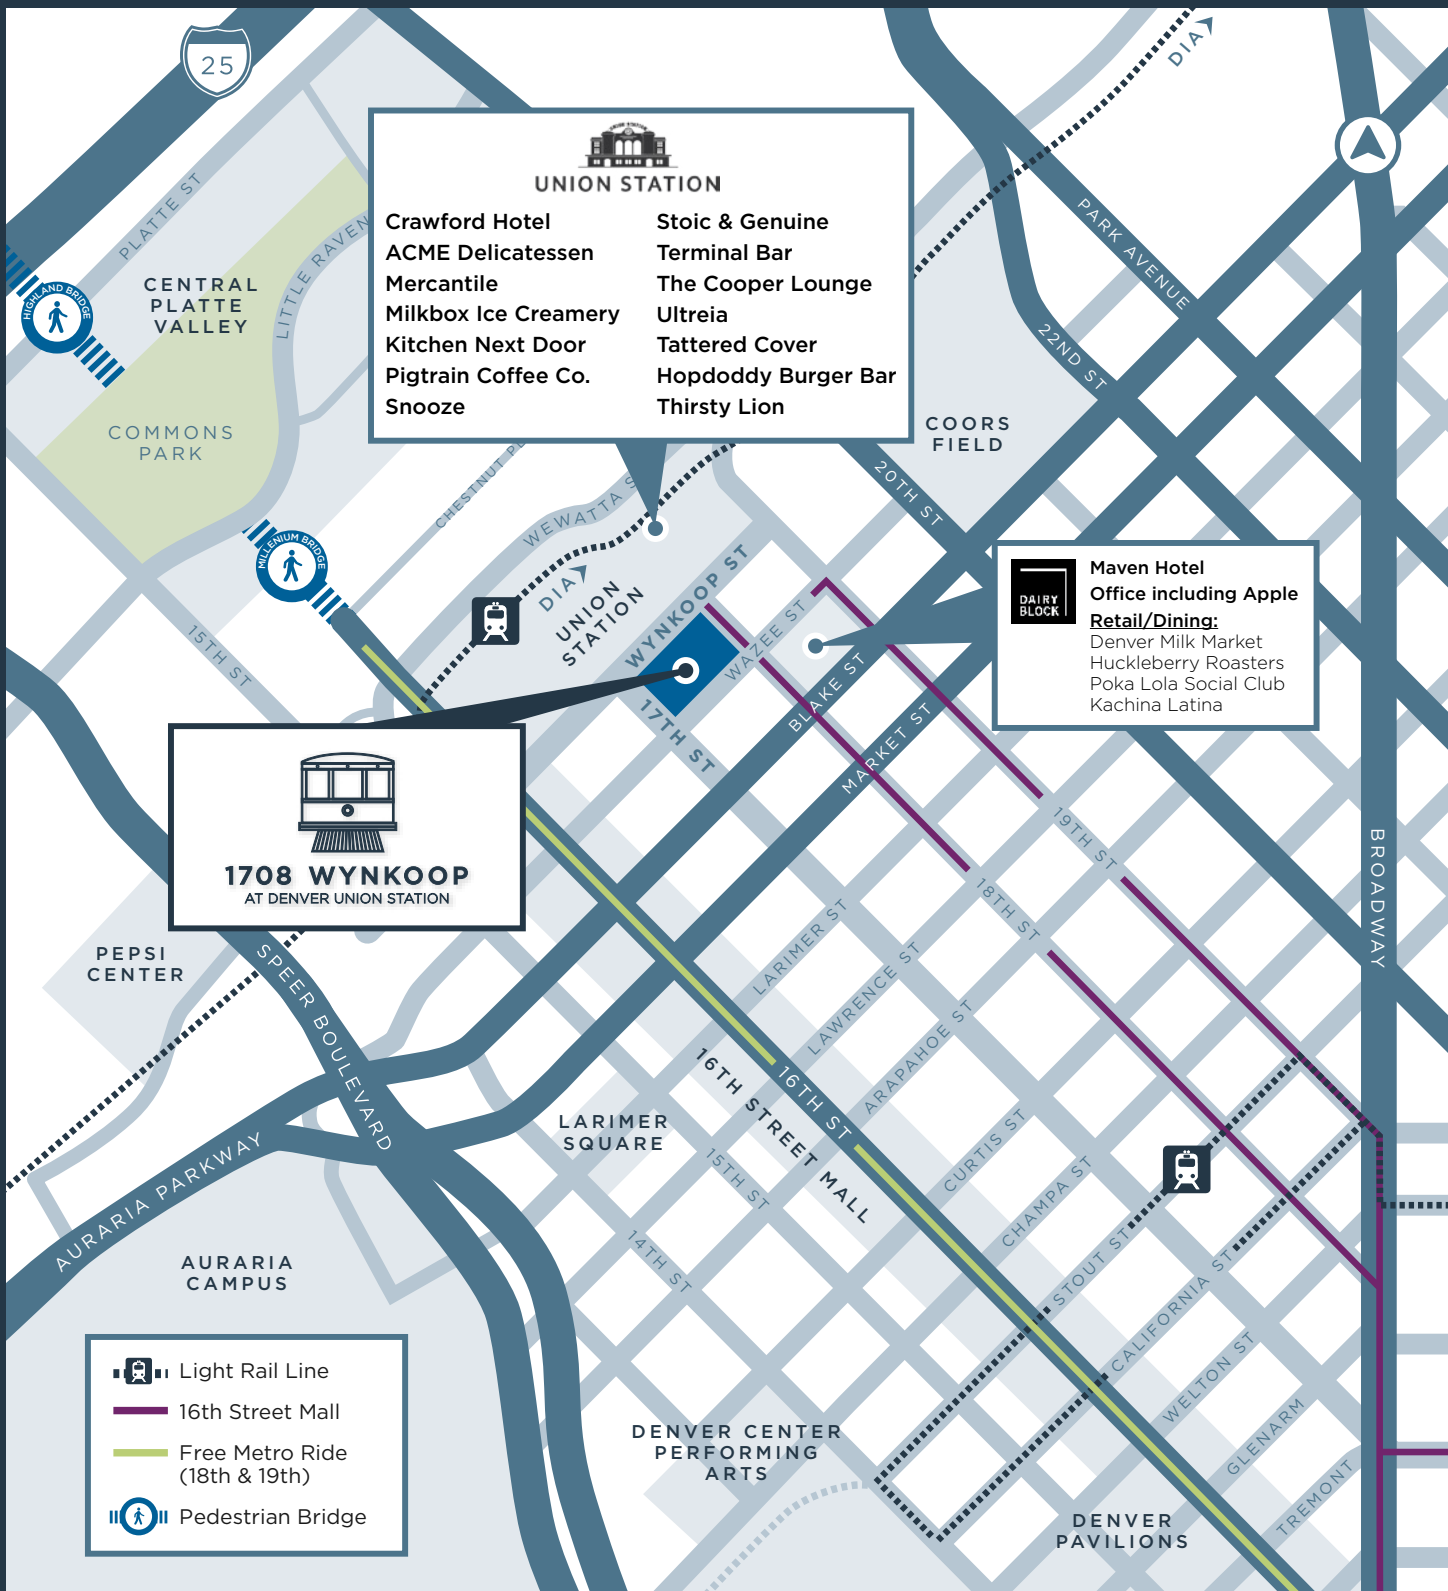 25
DIA
PLATTE ST
HIGHLAND BRIDGE
CENTRAL
PLATTE
VALLEY
LITTLE RAVEN
COMMONS
PARK
UNION STATION
UNION STATION
Crawford Hotel
ACME Delicatessen
Mercantile
Milkbox Ice Creamery
Kitchen Next Door
Pigtrain Coffee Co.
Snooze
Stoic & Genuine
Terminal Bar
The Cooper Lounge
Ultreia
Tattered Cover
Hopdoddy Burger Bar
Thirsty Lion
PARK AVENUE
22ND ST
COORS
FIELD
20TH ST
CHESTNUT PL
WEWATTA S
MILLENIUM BRIDGE
DIA
UNION
STATION
WYNKOOP ST
WAZEE ST
17TH ST
15TH ST
BLAKE ST
MARKET ST
DAIRY
BLOCK
Maven Hotel
Office including Apple
Retail/Dining:
Denver Milk Market
Huckleberry Roasters
Poka Lola Social Club
Kachina Latina
1708 WYNKOOP
AT DENVER UNION STATION
19TH ST
18TH ST
BROADWAY
PEPSI
CENTER
SPEER BOULEVARD
LARIMER ST
LAWRENCE ST
ARAPAHOE ST
16TH ST
16TH STREET MALL
LARIMER
SQUARE
CURTIS ST
CHAMPA ST
15TH ST
14TH ST
AURARIA PARKWAY
AURARIA
CAMPUS
STOUT ST
CALIFORNIA ST
WELTON ST
GLENARM
TREMONT
DENVER CENTER
PERFORMING
ARTS
DENVER
PAVILIONS
Light Rail Line
16th Street Mall
Free Metro Ride
(18th & 19th)
Pedestrian Bridge